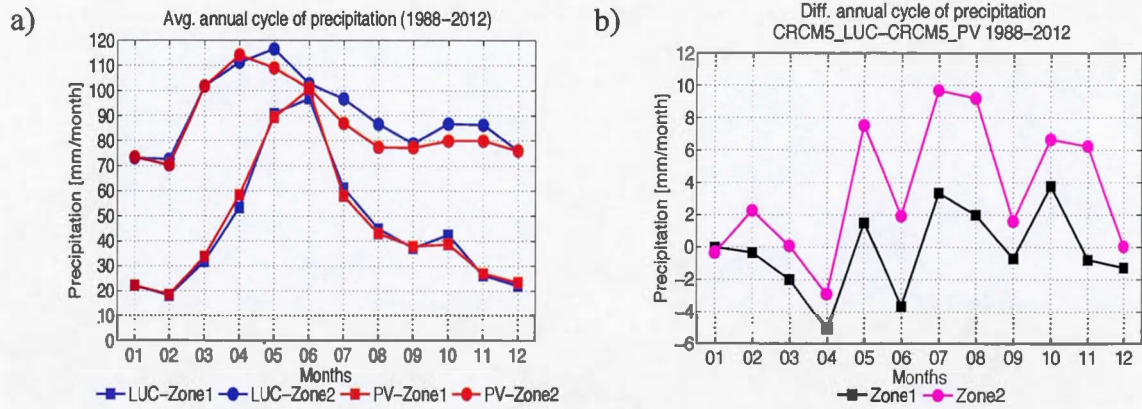 a)
Avg. annual cycle of precipitation (1988–2012)
Precipitation [mm/month]
120
110
100
90
80
70
60
50
40
30
20
10
0
01 02 03 04 05 06 07 08 09 10 11 12
Months
LUC–Zone1 LUC–Zone2 PV–Zone1 PV–Zone2
b)
Diff. annual cycle of precipitation
CRCM5_LUC–CRCM5_PV 1988–2012
Precipitation [mm/month]
12
10
8
6
4
2
0
−2
−4
−6
01 02 03 04 05 06 07 08 09 10 11 12
Months
Zone1 Zone2